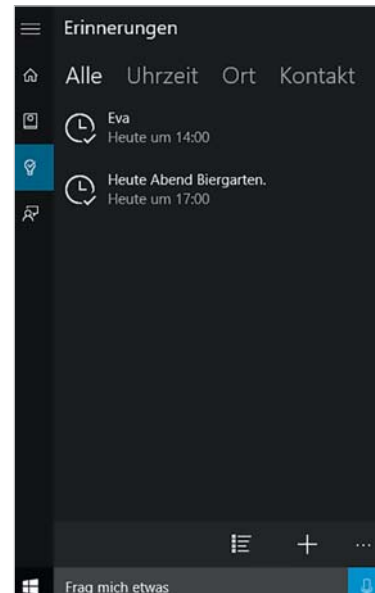 Erinnerungen
Alle Uhrzeit Ort Kontakt
Eva
Heute um 14:00
Heute Abend Biergarten.
Heute um 17:00
Frag mich etwas